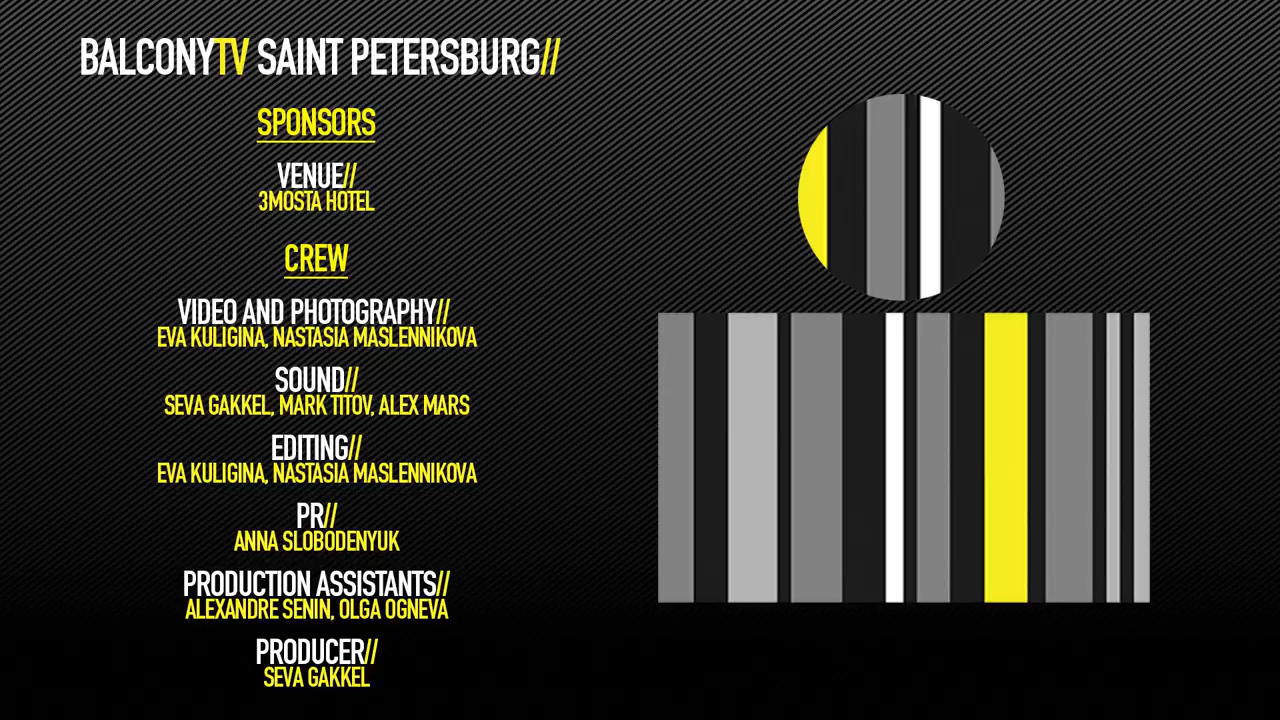 BALCONYTV SAINT PETERSBURG//
SPONSORS
VENUE//
3MOSTA HOTEL
CREW
VIDEO AND PHOTOGRAPHY//
EVA KULIGINA, NASTASIA MASLENNIKOVA
SOUND//
SEVA GAKKEL, MARK TITOV, ALEX MARS
EDITING//
EVA KULIGINA, NASTASIA MASLENNIKOVA
PR//
ANNA SLOBODENYUK
PRODUCTION ASSISTANTS//
ALEXANDRE SENIN, OLGA OGNEVA
PRODUCER//
SEVA GAKKEL